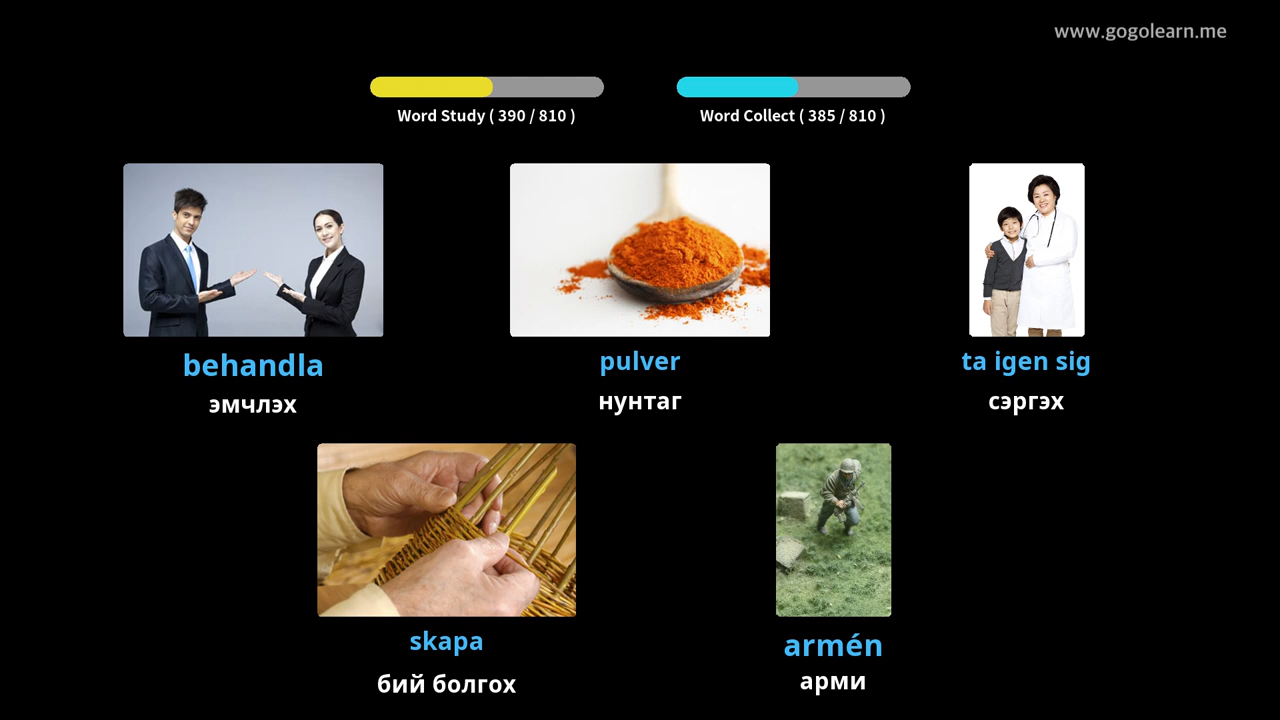 www.gogolearn.me
Word Study ( 390 / 810 )
Word Collect ( 385 / 810 )
behandla
эмчлэх
pulver
нунтаг
ta igen sig
сэргэх
skapa
бий болгох
armén
арми